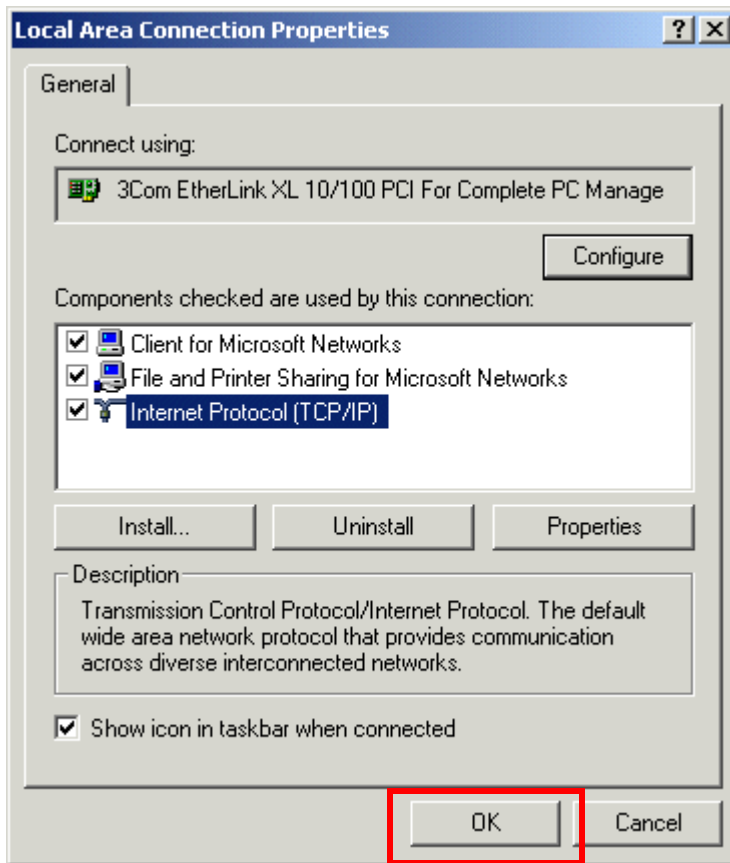 Local Area Connection Properties
General
Connect using:
3Com EtherLink XL 10/100 PCI For Complete PC Manage
Configure
Components checked are used by this connection:
Client for Microsoft Networks
File and Printer Sharing for Microsoft Networks
Internet Protocol (TCP/IP)
Install... Uninstall Properties
Description
Transmission Control Protocol/Internet Protocol. The default
wide area network protocol that provides communication
across diverse interconnected networks.
Show icon in taskbar when connected
OK Cancel